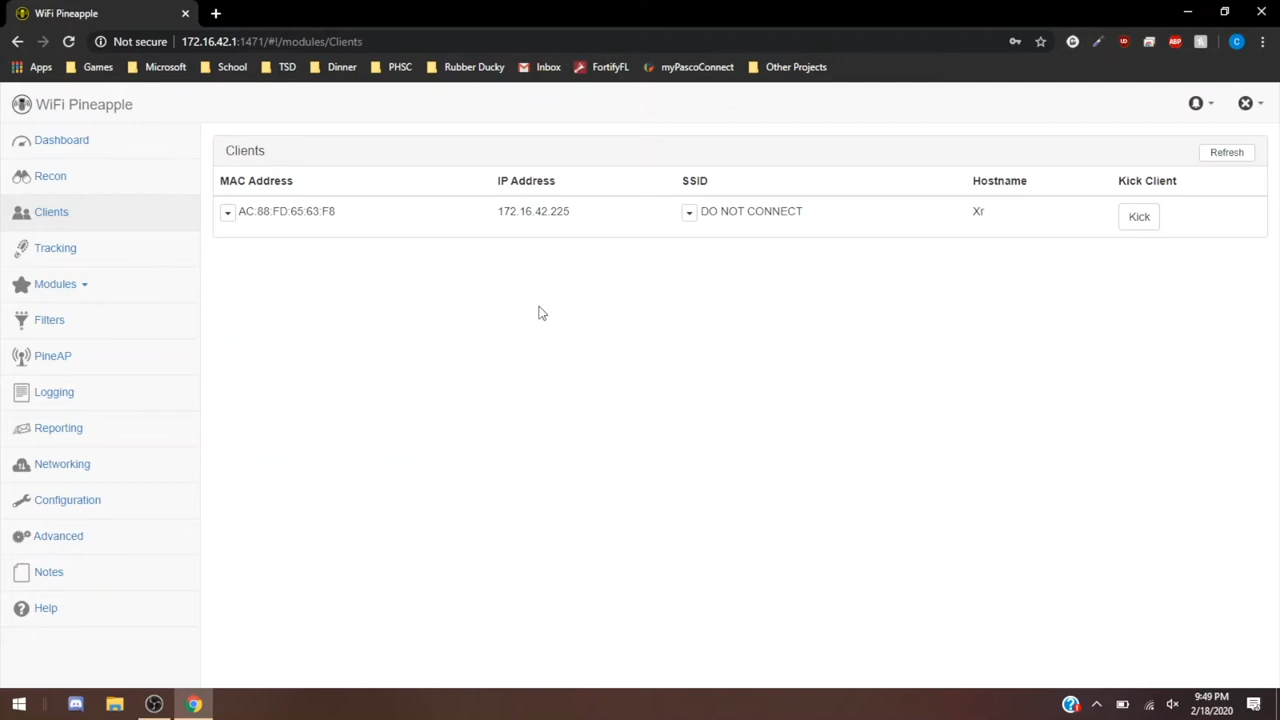 WiFi Pineapple
Not secure 172.16.42.1:1471/#!/modules/Clients
Apps Games Microsoft School TSD Dinner PHSC Rubber Ducky Inbox FortifyFL myPascoConnect Other Projects
WiFi Pineapple
Dashboard
Recon
Clients
Tracking
Modules
Filters
PineAP
Logging
Reporting
Networking
Configuration
Advanced
Notes
Help
Clients Refresh
MAC Address IP Address SSID Hostname Kick Client
AC:88:FD:65:63:F8 172.16.42.225 DO NOT CONNECT Xr Kick
9:49 PM
2/18/2020